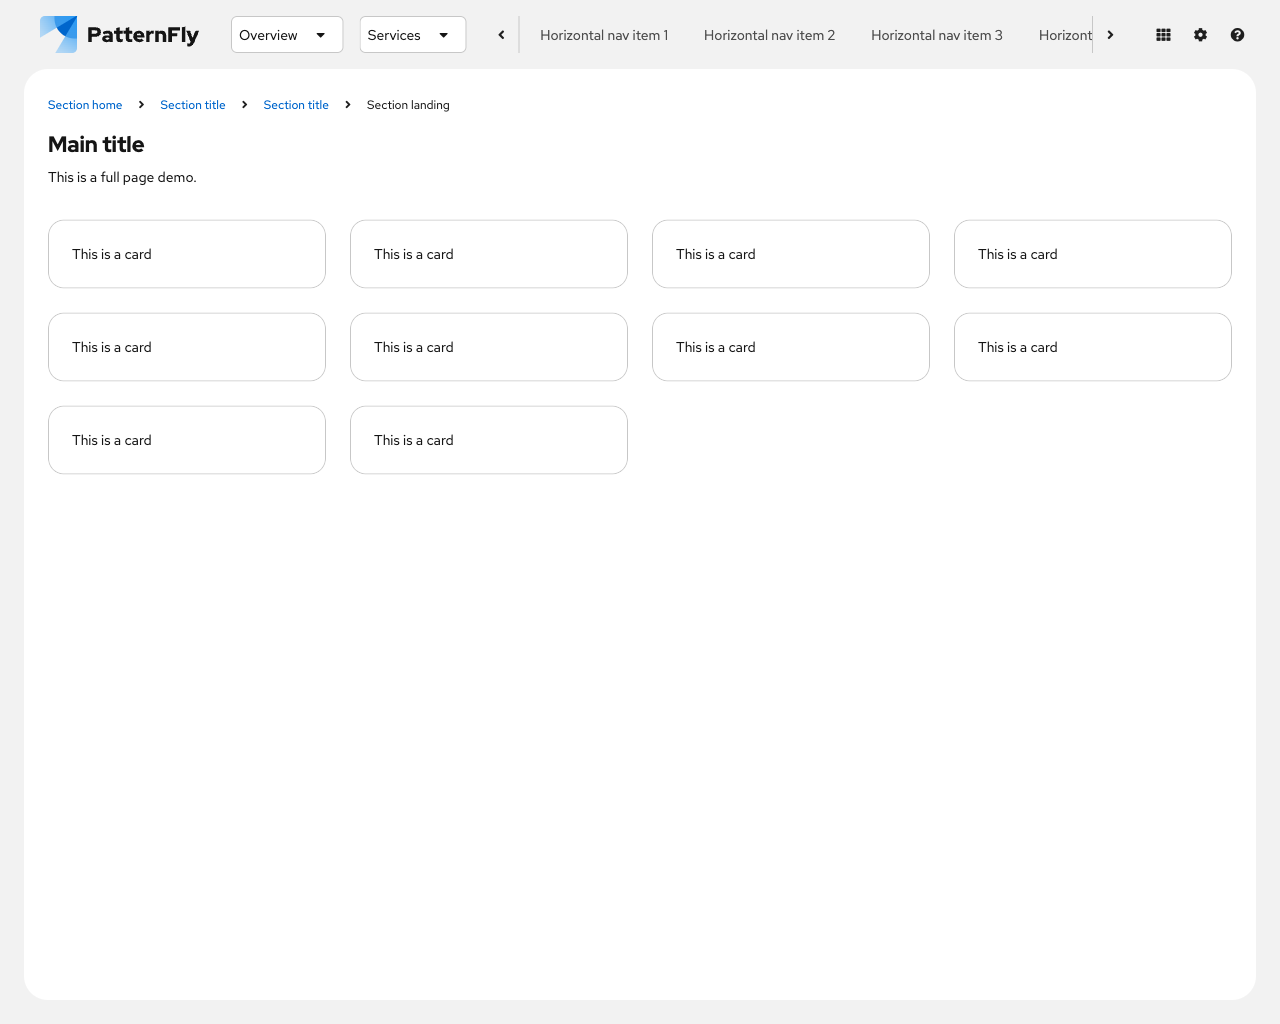 PatternFly
Overview
Services
Horizontal nav item 1
Horizontal nav item 2
Horizontal nav item 3
Horizont
Section home
Section title
Section title
Section landing
Main title
This is a full page demo.
This is a card
This is a card
This is a card
This is a card
This is a card
This is a card
This is a card
This is a card
This is a card
This is a card